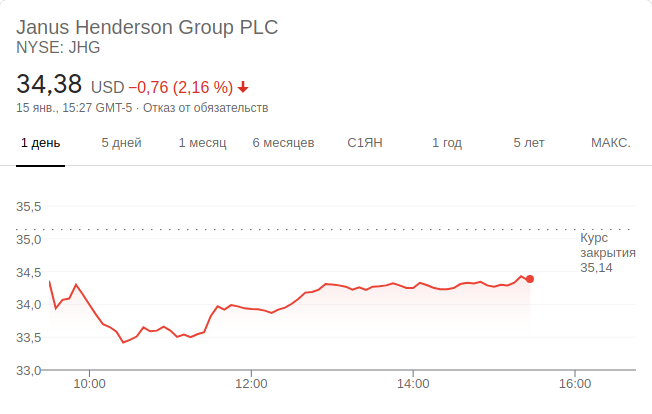 Janus Henderson Group PLC
NYSE: JHG
34,38 USD −0,76 (2,16 %)
15 янв., 15:27 GMT-5 · Отказ от обязательств
1 день 5 дней 1 месяц 6 месяцев С1ЯН 1 год 5 лет МАКС.
35,5
35,0
34,5
34,0
33,5
33,0
Курс
закрытия
35,14
10:00 12:00 14:00 16:00